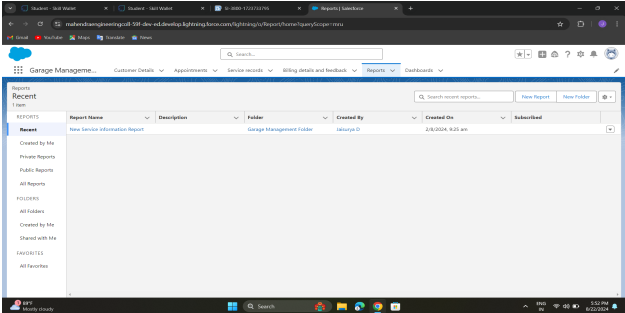 Student - Skill Wallet
Student - Skill Wallet
SI-3000-1723733795
Reports | Salesforce
mahendraengineeringcoll-59f-dev-ed.develop.lightning.force.com/lightning/o/Report/home?queryScope=mru
Gmail YouTube Maps Translate News
Search...
Garage Manageme...
Customer Details Appointments Service records Billing details and feedback Reports Dashboards
Reports
Recent
1 item
Search recent reports...
New Report
New Folder
REPORTS
Recent
Created by Me
Private Reports
Public Reports
All Reports
FOLDERS
All Folders
Created by Me
Shared with Me
FAVORITES
All Favorites
Report Name Description Folder Created By Created On Subscribed
New Service information Report Garage Management Folder Jaisurya D 2/8/2024, 9:25 am
88°F
Mostly cloudy
Search
ENG
IN
5:52 PM
8/22/2024